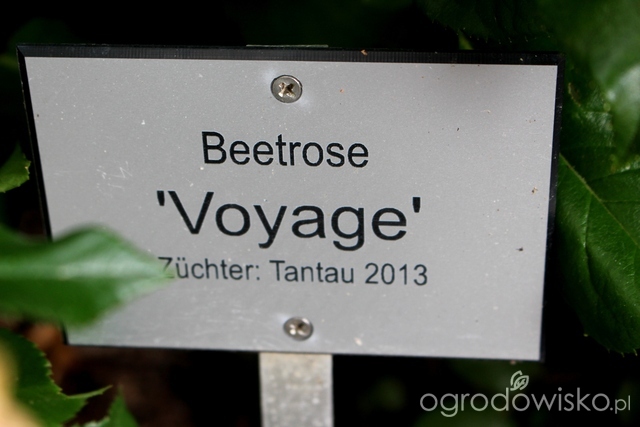 Beetrose
'Voyage'
Züchter: Tantau 2013
ogrodowisko.pl